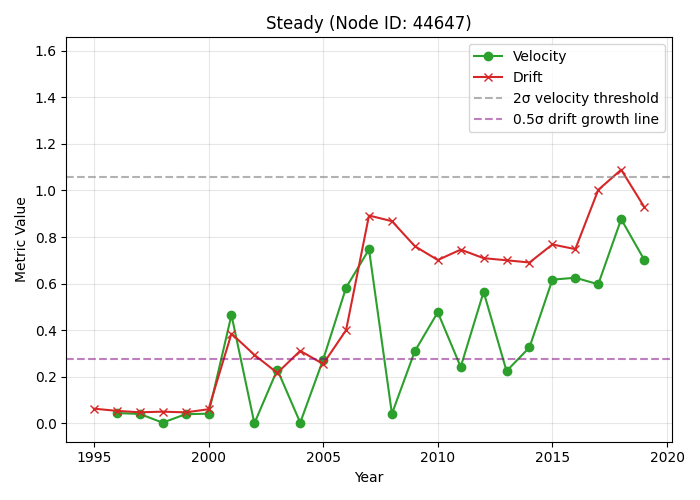 Steady (Node ID: 44647)
Velocity
Drift
2σ velocity threshold
0.5σ drift growth line
Metric Value
1.6
1.4
1.2
1.0
0.8
0.6
0.4
0.2
0.0
1995 2000 2005 2010 2015 2020
Year